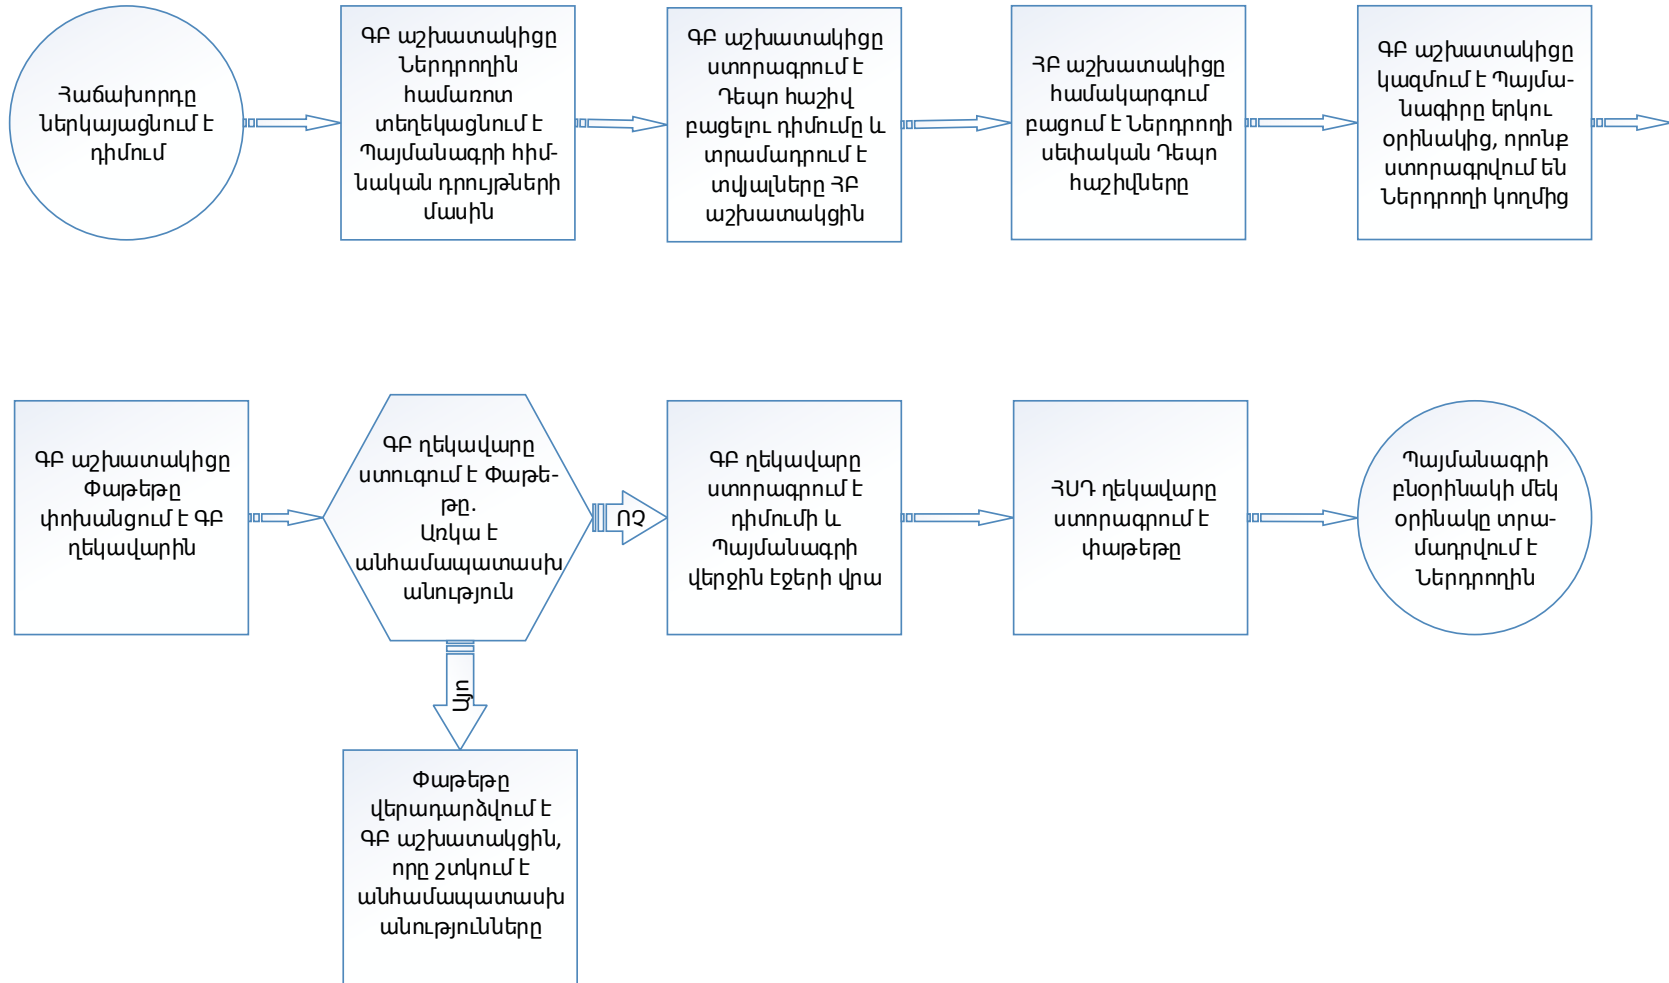 Հաճախորդը
ներկայացնում է
դիմում
ԳԲ աշխատակիցը
Ներդրողին
համառոտ
տեղեկացնում է
Պայմանագրի հիմ-
նական դրույթների
մասին
ԳԲ աշխատակիցը
ստորագրում է
Դեպո հաշիվ
բացելու դիմումը և
տրամադրում է
տվյալները ՀԲ
աշխատակցին
ՀԲ աշխատակիցը
համակարգում
բացում է Ներդրողի
սեփական Դեպո
հաշիվները
ԳԲ աշխատակիցը
կազմում է Պայմա-
նագիրը երկու
օրինակից, որոնք
ստորագրվում են
Ներդրողի կողմից
ԳԲ աշխատակիցը
Փաթեթը
փոխանցում է ԳԲ
ղեկավարին
ԳԲ ղեկավարը
ստուգում է Փաթե-
թը.
Առկա է
անհամապատասխ
անություն
ՈՉ
ԳԲ ղեկավարը
ստորագրում է
դիմումի և
Պայմանագրի
վերջին էջերի վրա
ՀՍԴ ղեկավարը
ստորագրում է
փաթեթը
Պայմանագրի
բնօրինակի մեկ
օրինակը տրա-
մադրվում է
Ներդրողին
Այո
Փաթեթը
վերադարձվում է
ԳԲ աշխատակցին,
որը շտկում է
անհամապատասխ
անությունները